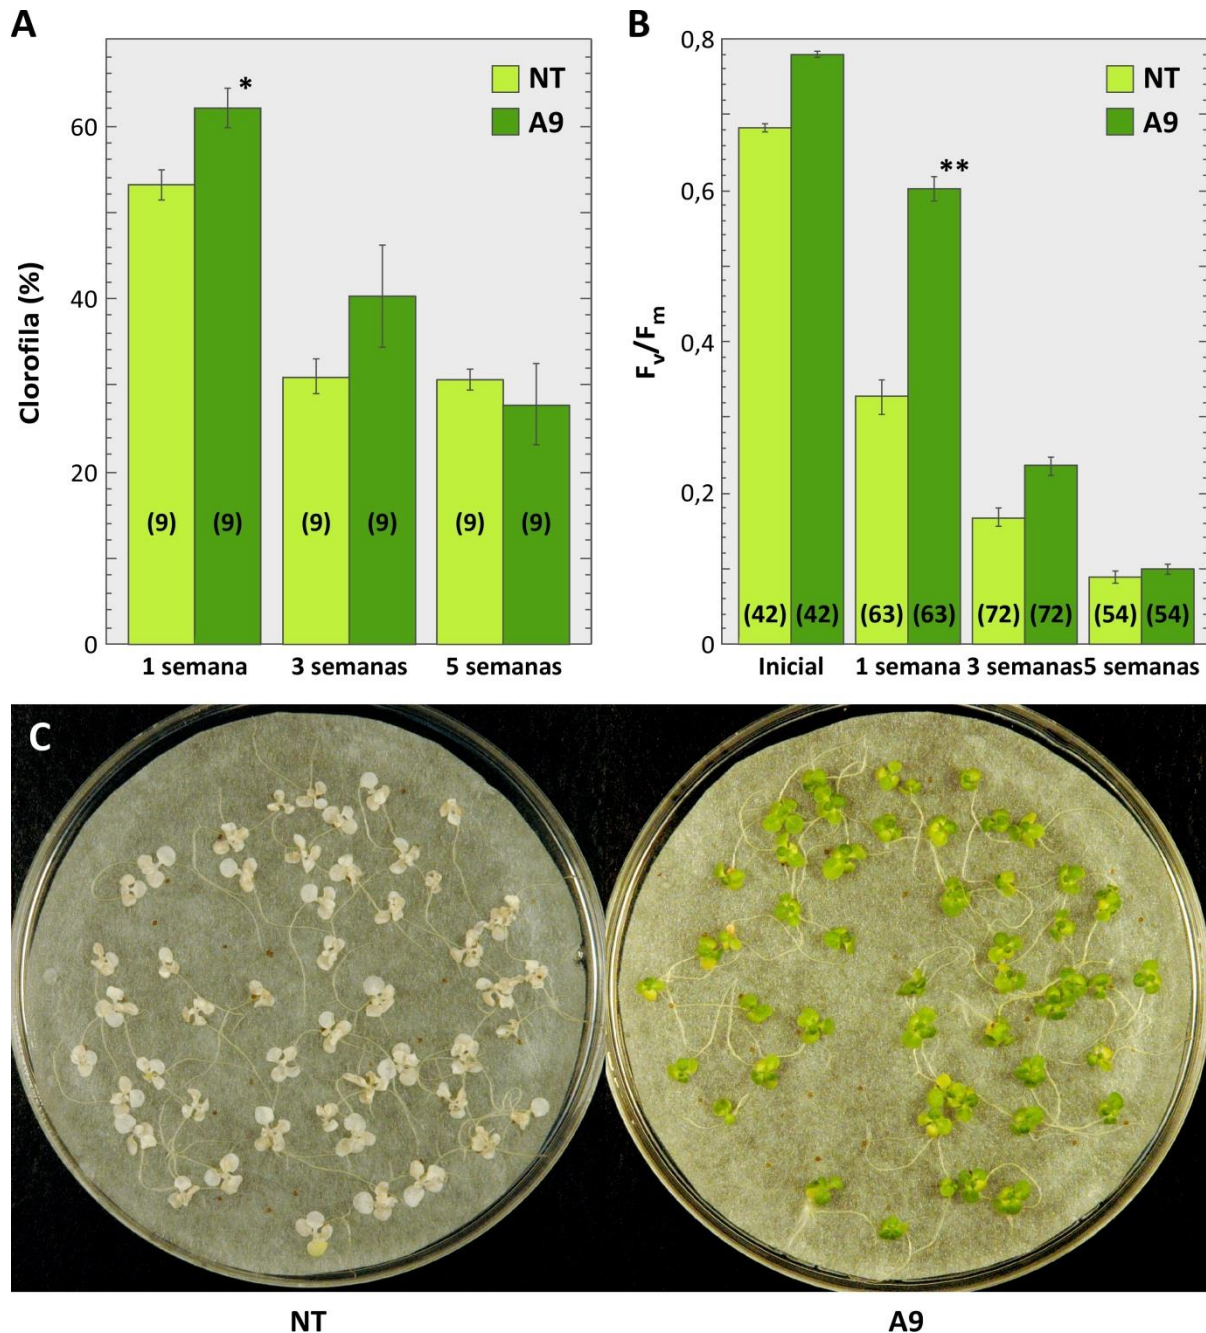 A
Clorofila (%)
60
40
20
0
NT
A9
*
(9) (9) (9) (9) (9) (9)
1 semana 3 semanas 5 semanas
B
Fv/Fm
0,8
0,6
0,4
0,2
0
NT
A9
**
(42) (42) (63) (63) (72) (72) (54) (54)
Inicial 1 semana 3 semanas 5 semanas
C
NT A9